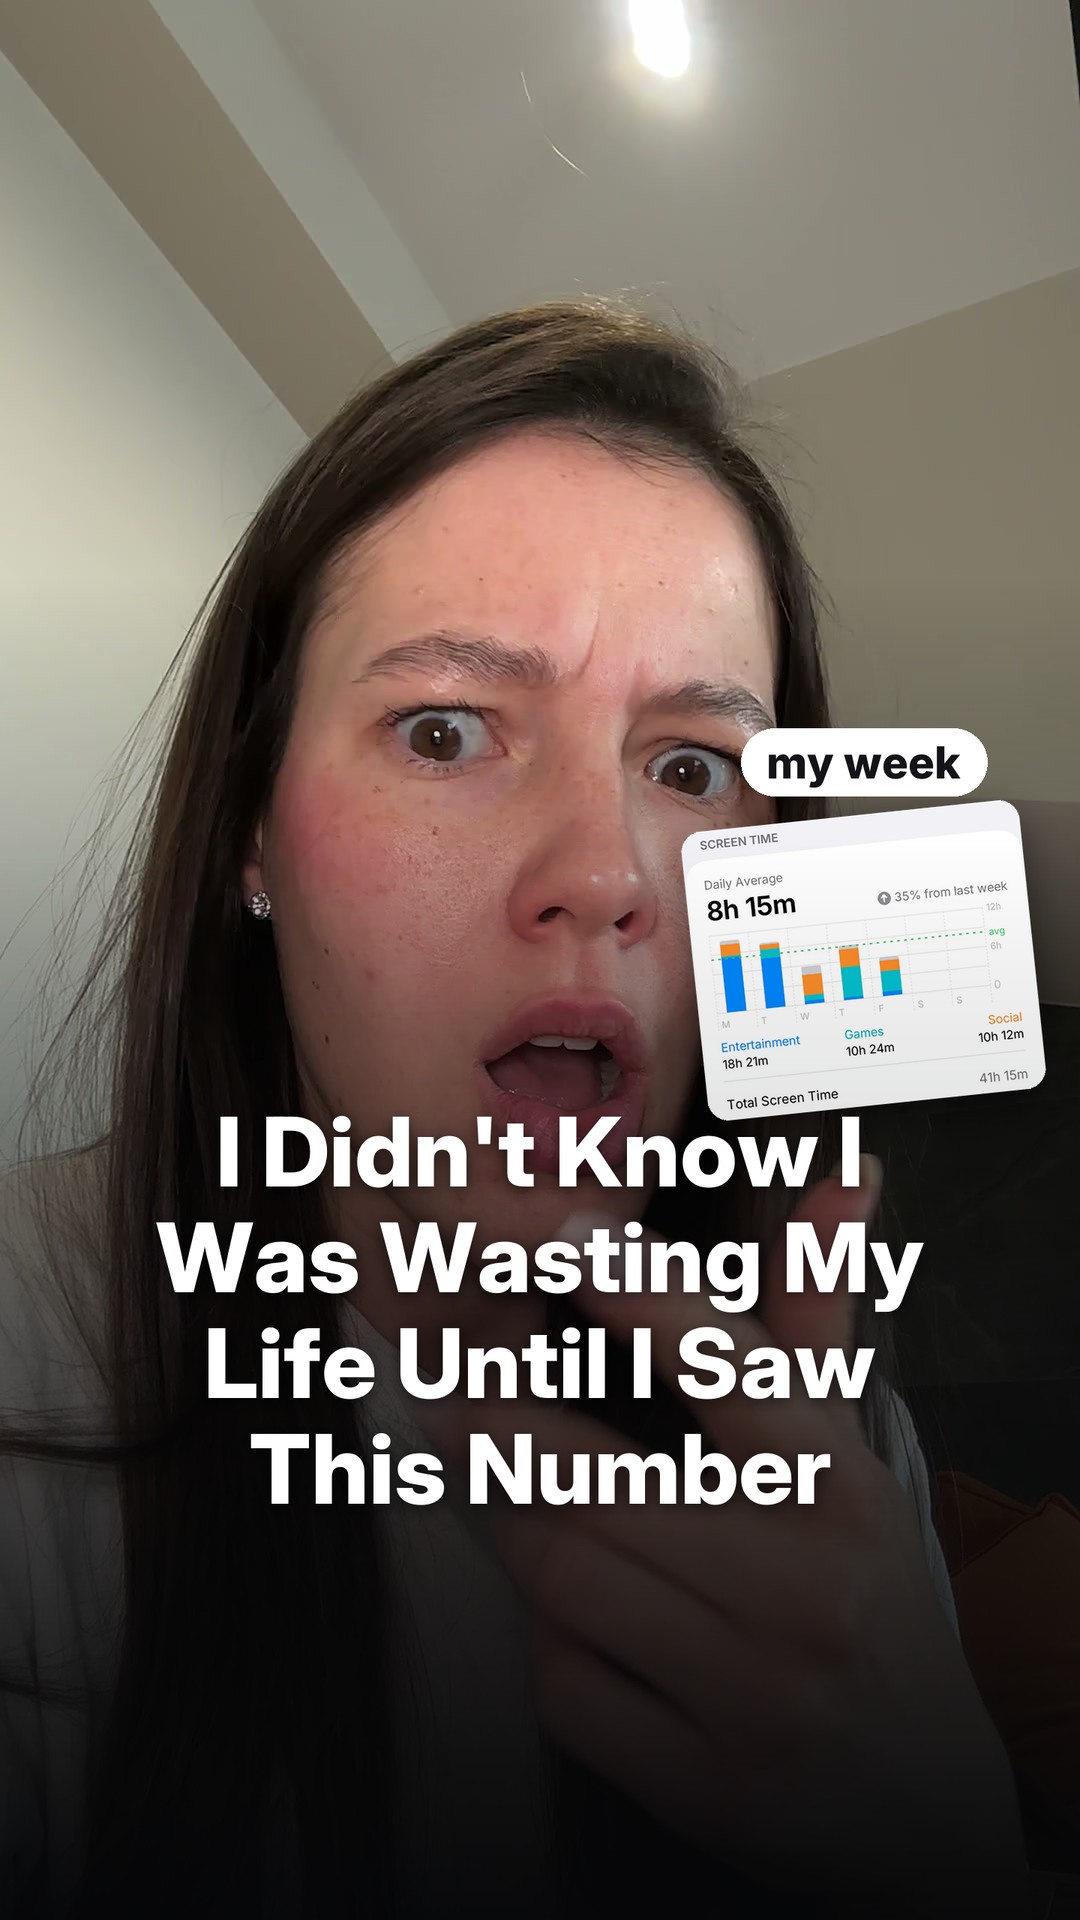 my week
SCREEN TIME
Daily Average
8h 15m
35% from last week
12h
avg
6h
0
M T W T F S S
Entertainment Games Social
18h 21m 10h 24m 10h 12m
Total Screen Time 41h 15m
I Didn't Know I
Was Wasting My
Life Until I Saw
This Number